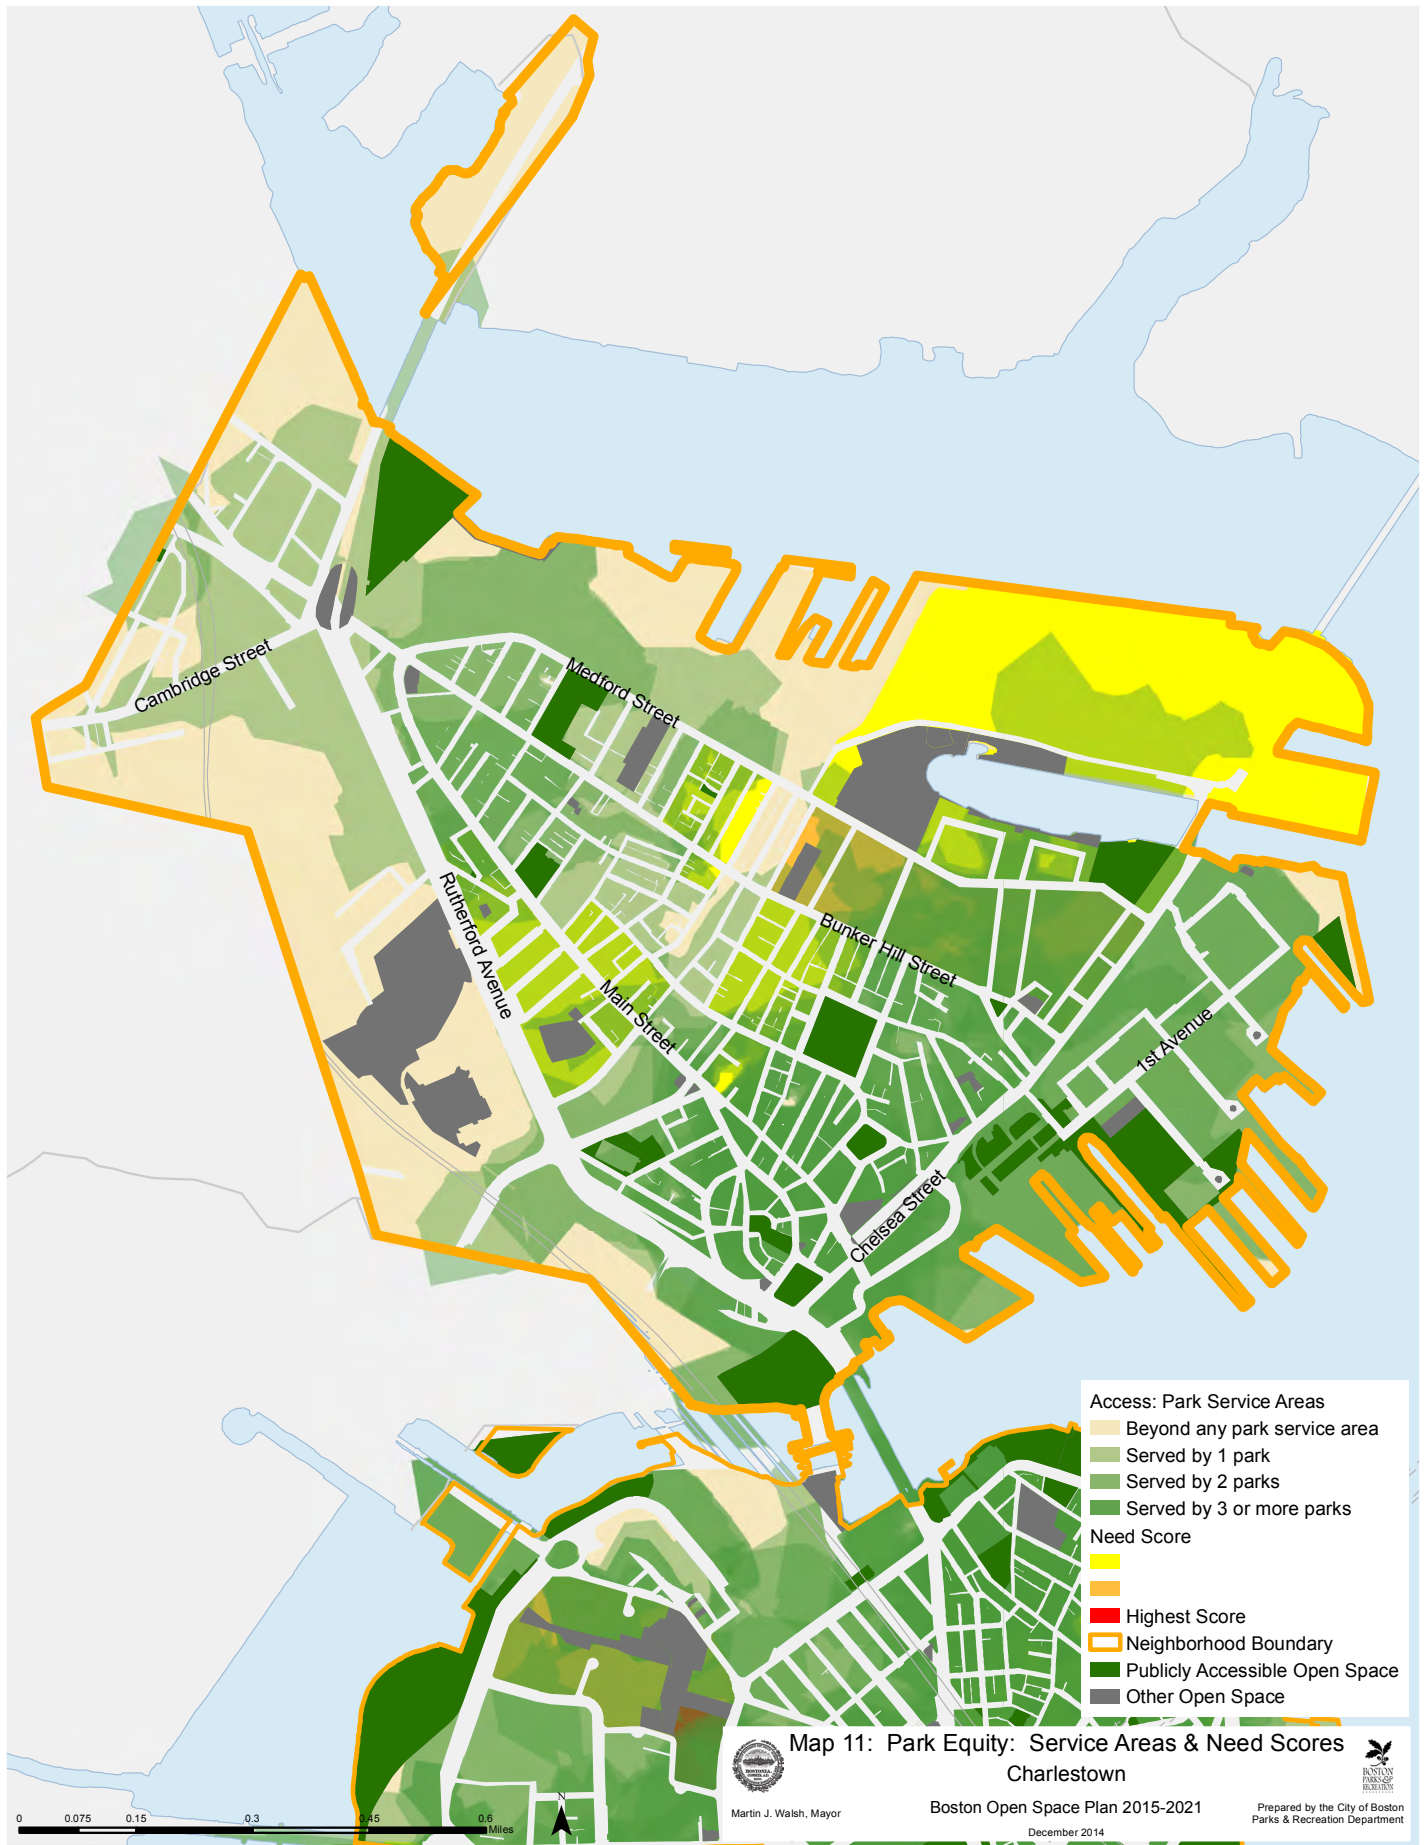 Cambridge Street
Medford Street
Rutherford Avenue
Main Street
Bunker Hill Street
1st Avenue
Chelsea Street
Access: Park Service Areas
Beyond any park service area
Served by 1 park
Served by 2 parks
Served by 3 or more parks
Need Score
Highest Score
Neighborhood Boundary
Publicly Accessible Open Space
Other Open Space
Map 11: Park Equity: Service Areas & Need Scores
Charlestown
BOSTON
PARKS &
RECREATION
Martin J. Walsh, Mayor
Boston Open Space Plan 2015-2021
December 2014
Prepared by the City of Boston
Parks & Recreation Department
0 0.075 0.15 0.3 0.45 0.6
Miles
N